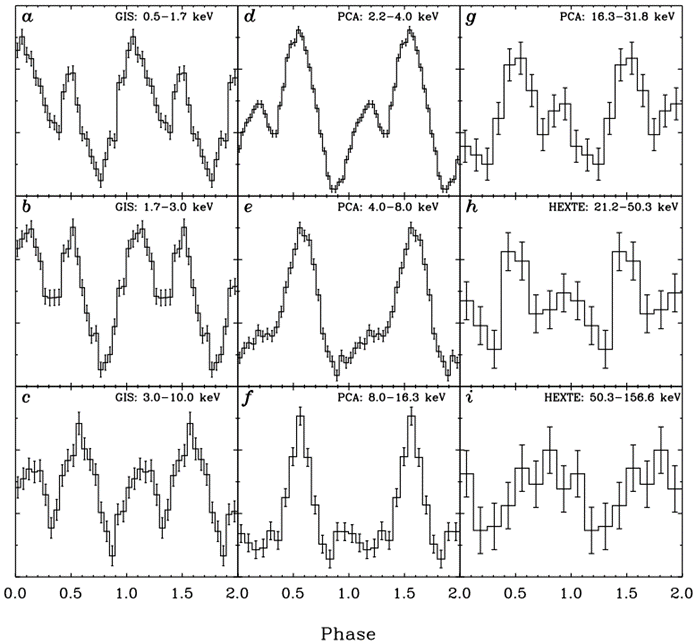 a GIS: 0.5−1.7 keV
d PCA: 2.2−4.0 keV
g PCA: 16.3−31.8 keV
b GIS: 1.7−3.0 keV
e PCA: 4.0−8.0 keV
h HEXTE: 21.2−50.3 keV
c GIS: 3.0−10.0 keV
f PCA: 8.0−16.3 keV
i HEXTE: 50.3−156.6 keV
0.0 0.5 1.0 1.5 2.0 0.5 1.0 1.5 2.0 0.5 1.0 1.5 2.0
Phase